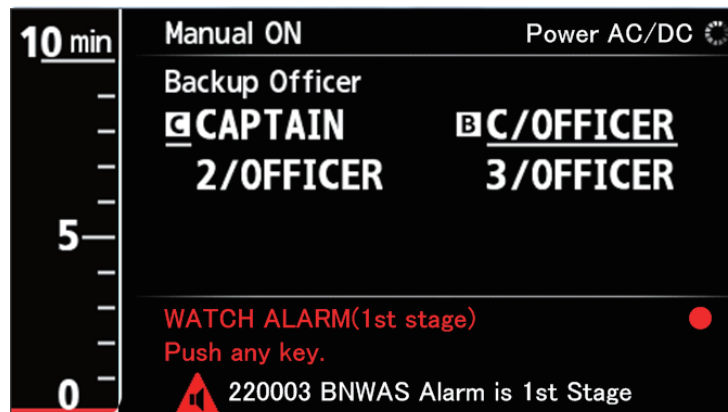 10 min
Manual ON
Power AC/DC
Backup Officer
C CAPTAIN
B C/OFFICER
2/OFFICER
3/OFFICER
5
WATCH ALARM(1st stage)
Push any key.
0
220003 BNWAS Alarm is 1st Stage